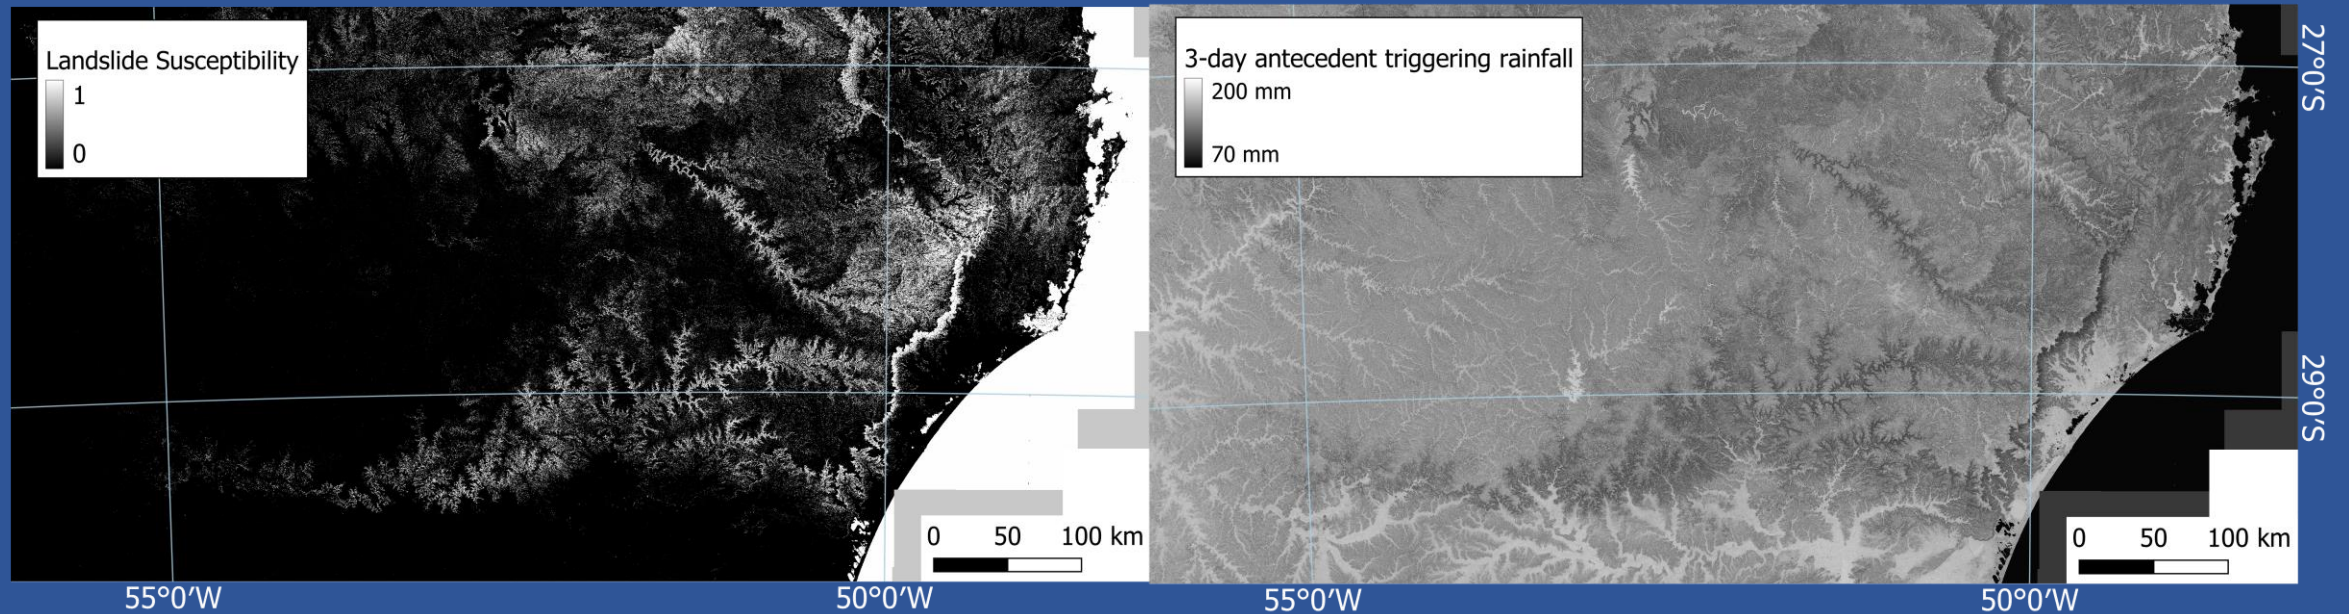 Landslide Susceptibility
1
0
0 50 100 km
55°0'W
50°0'W
3-day antecedent triggering rainfall
200 mm
70 mm
27°0'S
29°0'S
0 50 100 km
55°0'W
50°0'W